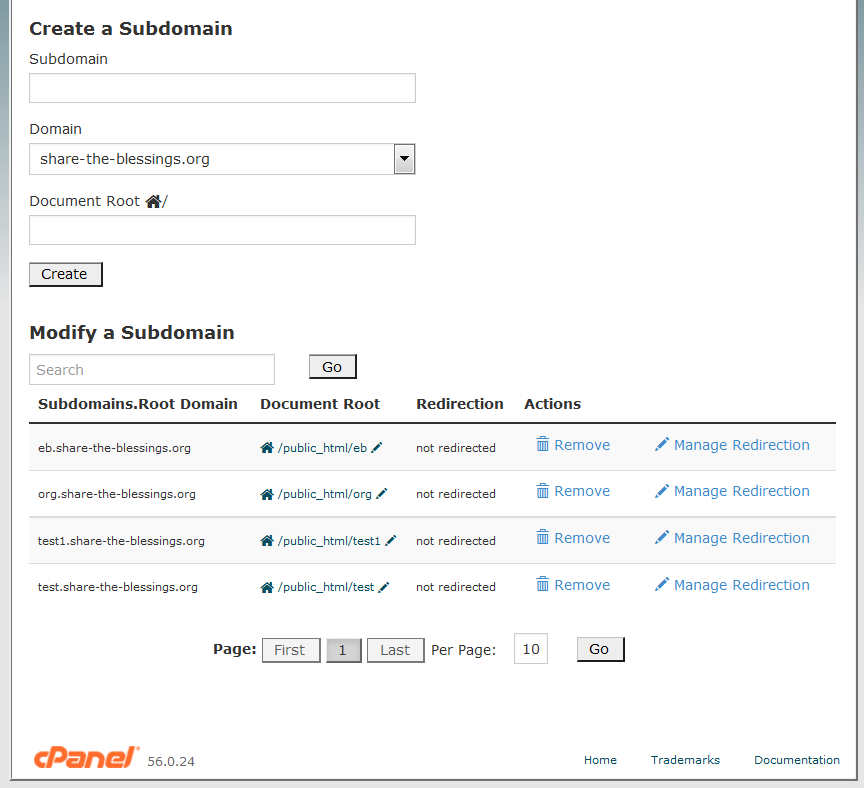 Create a Subdomain
Subdomain
Domain
share-the-blessings.org
Document Root /
Create
Modify a Subdomain
Search Go
Subdomains.Root Domain Document Root Redirection Actions
eb.share-the-blessings.org /public_html/eb not redirected Remove Manage Redirection
org.share-the-blessings.org /public_html/org not redirected Remove Manage Redirection
test1.share-the-blessings.org /public_html/test1 not redirected Remove Manage Redirection
test.share-the-blessings.org /public_html/test not redirected Remove Manage Redirection
Page: First 1 Last Per Page: 10 Go
cPanel® 56.0.24 Home Trademarks Documentation